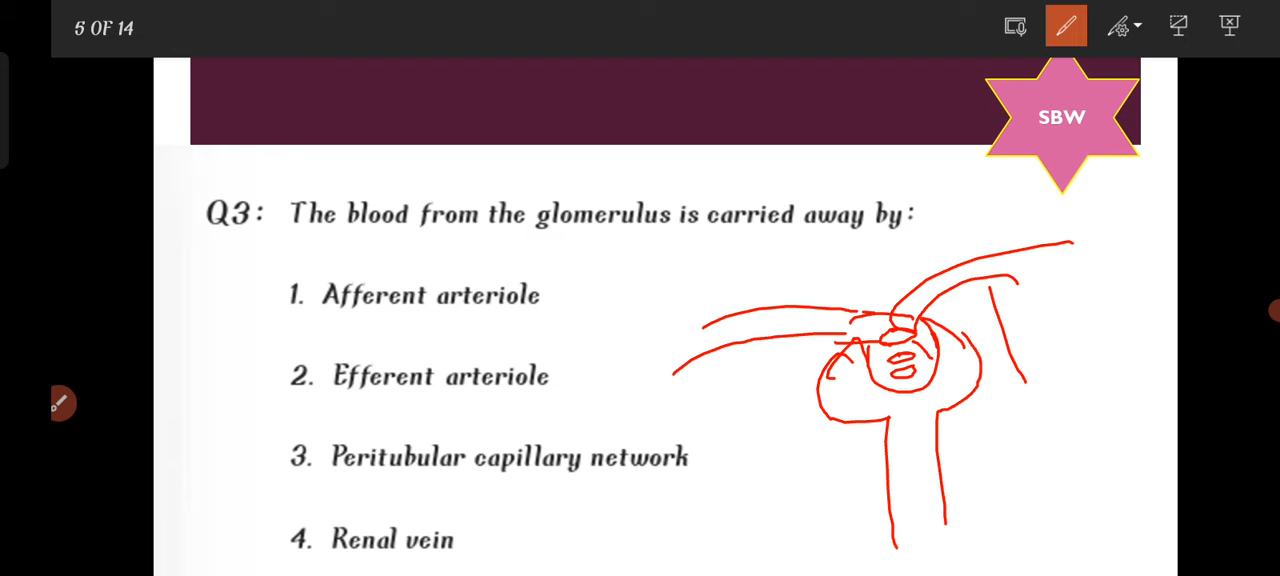 5 OF 14
SBW
Q3: The blood from the glomerulus is carried away by:
1. Afferent arteriole
2. Efferent arteriole
3. Peritubular capillary network
4. Renal vein